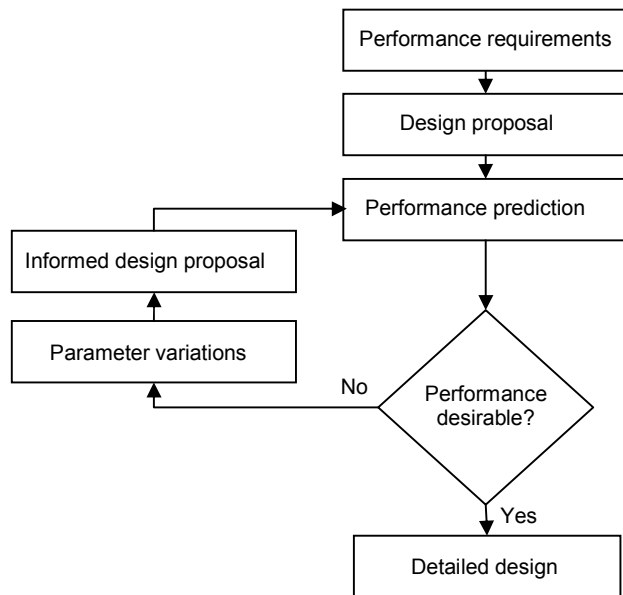 Performance requirements
Design proposal
Performance prediction
Informed design proposal
Parameter variations
No
Performance
desirable?
Yes
Detailed design